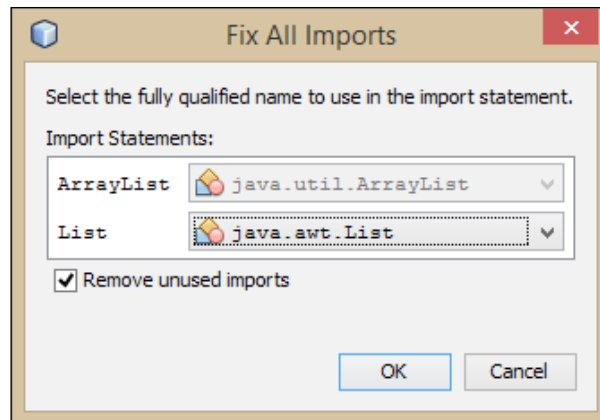 Fix All Imports
Select the fully qualified name to use in the import statement.
Import Statements:
ArrayList java.util.ArrayList
List java.awt.List
Remove unused imports
OK Cancel